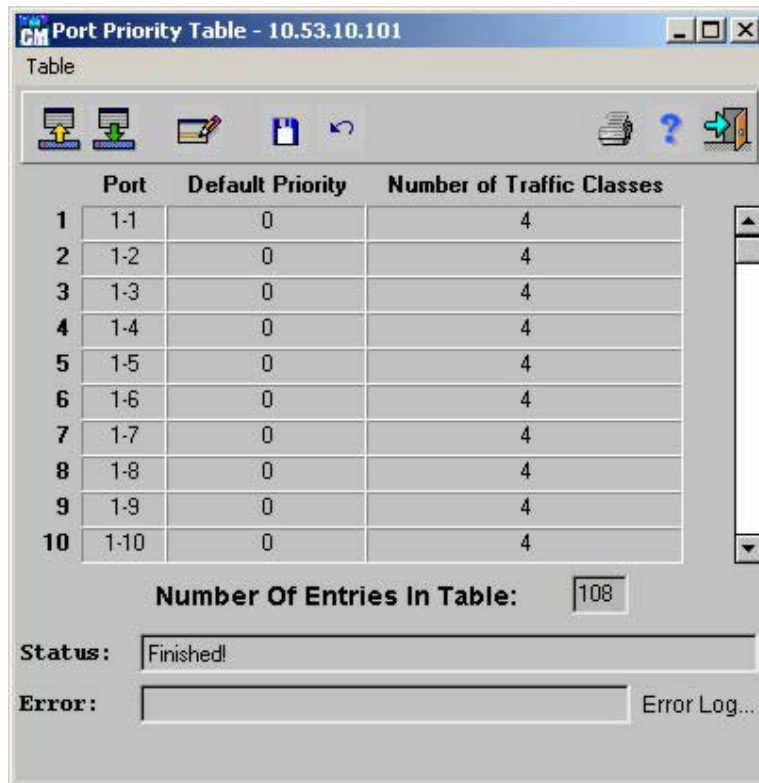 CM Port Priority Table - 10.53.10.101
Table
?
Port Default Priority Number of Traffic Classes
1 1-1 0 4
2 1-2 0 4
3 1-3 0 4
4 1-4 0 4
5 1-5 0 4
6 1-6 0 4
7 1-7 0 4
8 1-8 0 4
9 1-9 0 4
10 1-10 0 4
Number Of Entries In Table: 108
Status: Finished!
Error: Error Log...